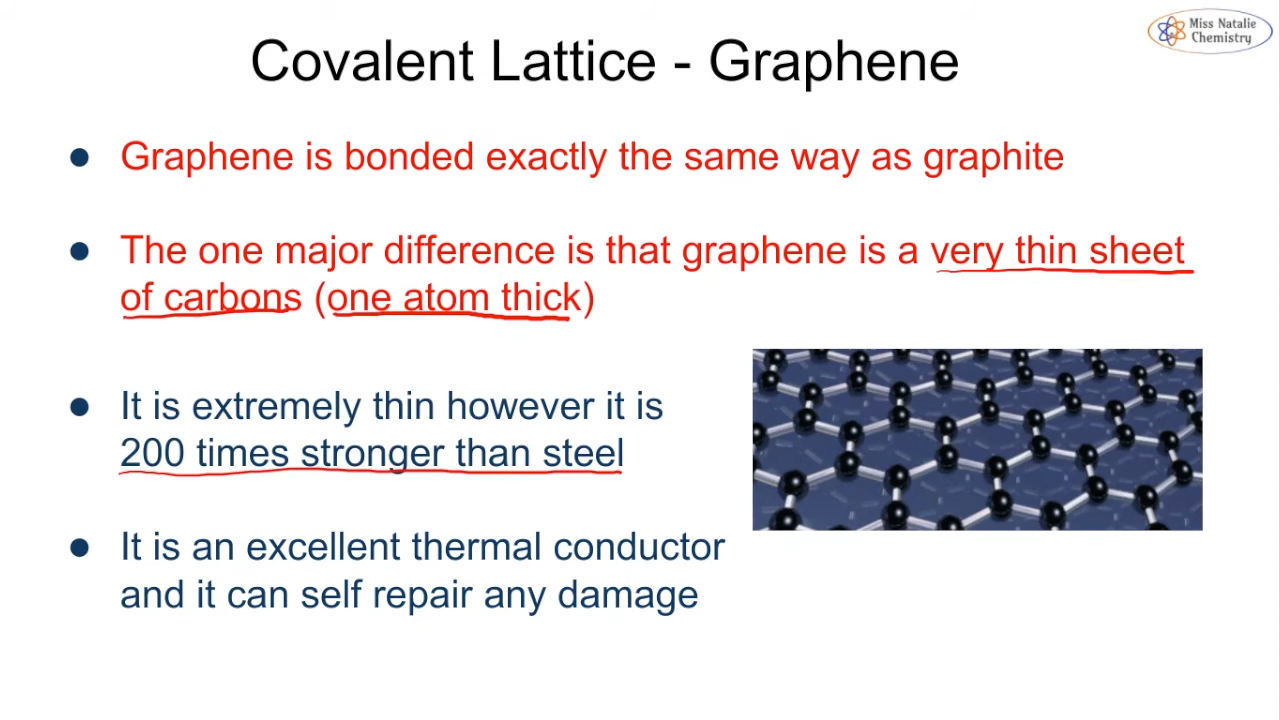 Miss Natalie
Chemistry
Covalent Lattice - Graphene
● Graphene is bonded exactly the same way as graphite
● The one major difference is that graphene is a very thin sheet
of carbons (one atom thick)
● It is extremely thin however it is
200 times stronger than steel
● It is an excellent thermal conductor
and it can self repair any damage